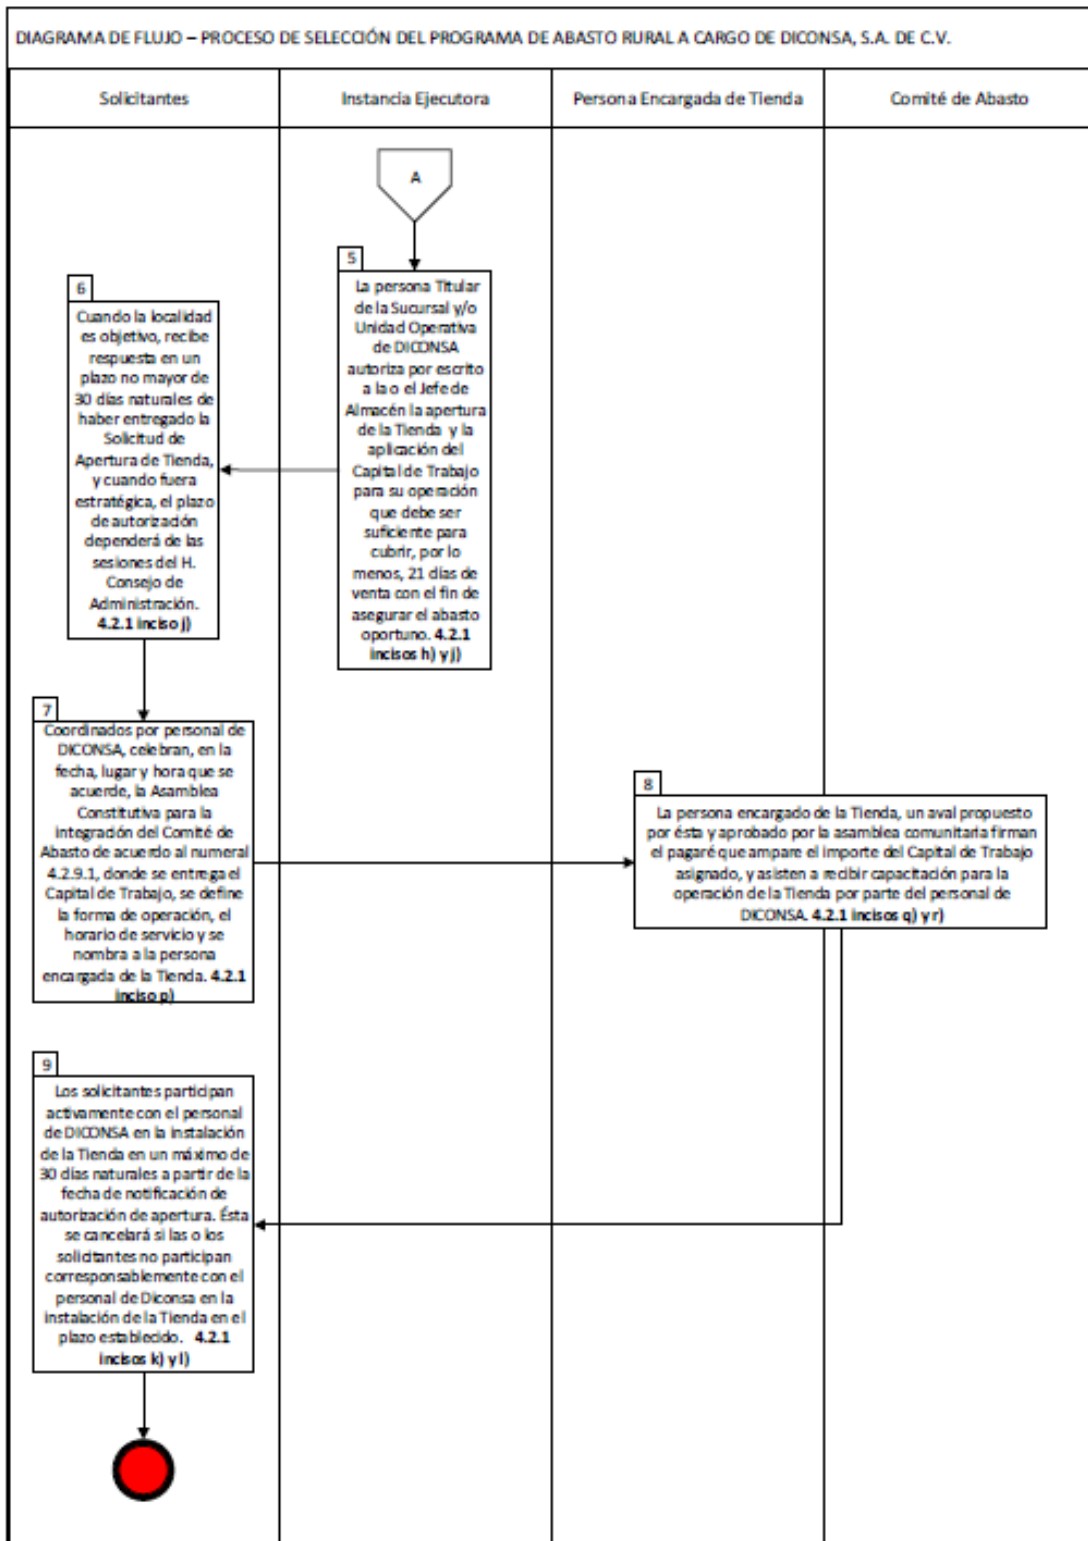 DIAGRAMA DE FLUJO – PROCESO DE SELECCIÓN DEL PROGRAMA DE ABASTO RURAL A CARGO DE DICONSA, S.A. DE C.V.
Solicitantes
Instancia Ejecutora
Persona Encargada de Tienda
Comité de Abasto
A
5
La persona Titular
de la Sucursal y/o
Unidad Operativa
de DICONSA
autoriza por escrito
a la o el Jefe de
Almacén la apertura
de la Tienda y la
aplicación del
Capital de Trabajo
para su operación
que debe ser
suficiente para
cubrir, por lo
menos, 21 días de
venta con el fin de
asegurar el abasto
oportuno. 4.2.1
incisos h) y j)
6
Cuando la localidad
es objetivo, recibe
respuesta en un
plazo no mayor de
30 días naturales de
haber entregado la
Solicitud de
Apertura de Tienda,
y cuando fuera
estratégica, el plazo
de autorización
dependerá de las
sesiones del H.
Consejo de
Administración.
4.2.1 inciso j)
7
Coordinados por personal de
DICONSA, celebran, en la
fecha, lugar y hora que se
acuerde, la Asamblea
Constitutiva para la
integración del Comité de
Abasto de acuerdo al numeral
4.2.9.1, donde se entrega el
Capital de Trabajo, se define
la forma de operación, el
horario de servicio y se
nombra a la persona
encargada de la Tienda. 4.2.1
inciso p)
8
La persona encargado de la Tienda, un aval propuesto
por ésta y aprobado por la asamblea comunitaria firman
el pagaré que ampare el importe del Capital de Trabajo
asignado, y asisten a recibir capacitación para la
operación de la Tienda por parte del personal de
DICONSA. 4.2.1 incisos q) y r)
9
Los solicitantes participan
activamente con el personal
de DICONSA en la instalación
de la Tienda en un máximo de
30 días naturales a partir de la
fecha de notificación de
autorización de apertura. Ésta
se cancelará si las o los
solicitantes no participan
corresponsablemente con el
personal de Diconsa en la
instalación de la Tienda en el
plazo establecido. 4.2.1
incisos k) y l)